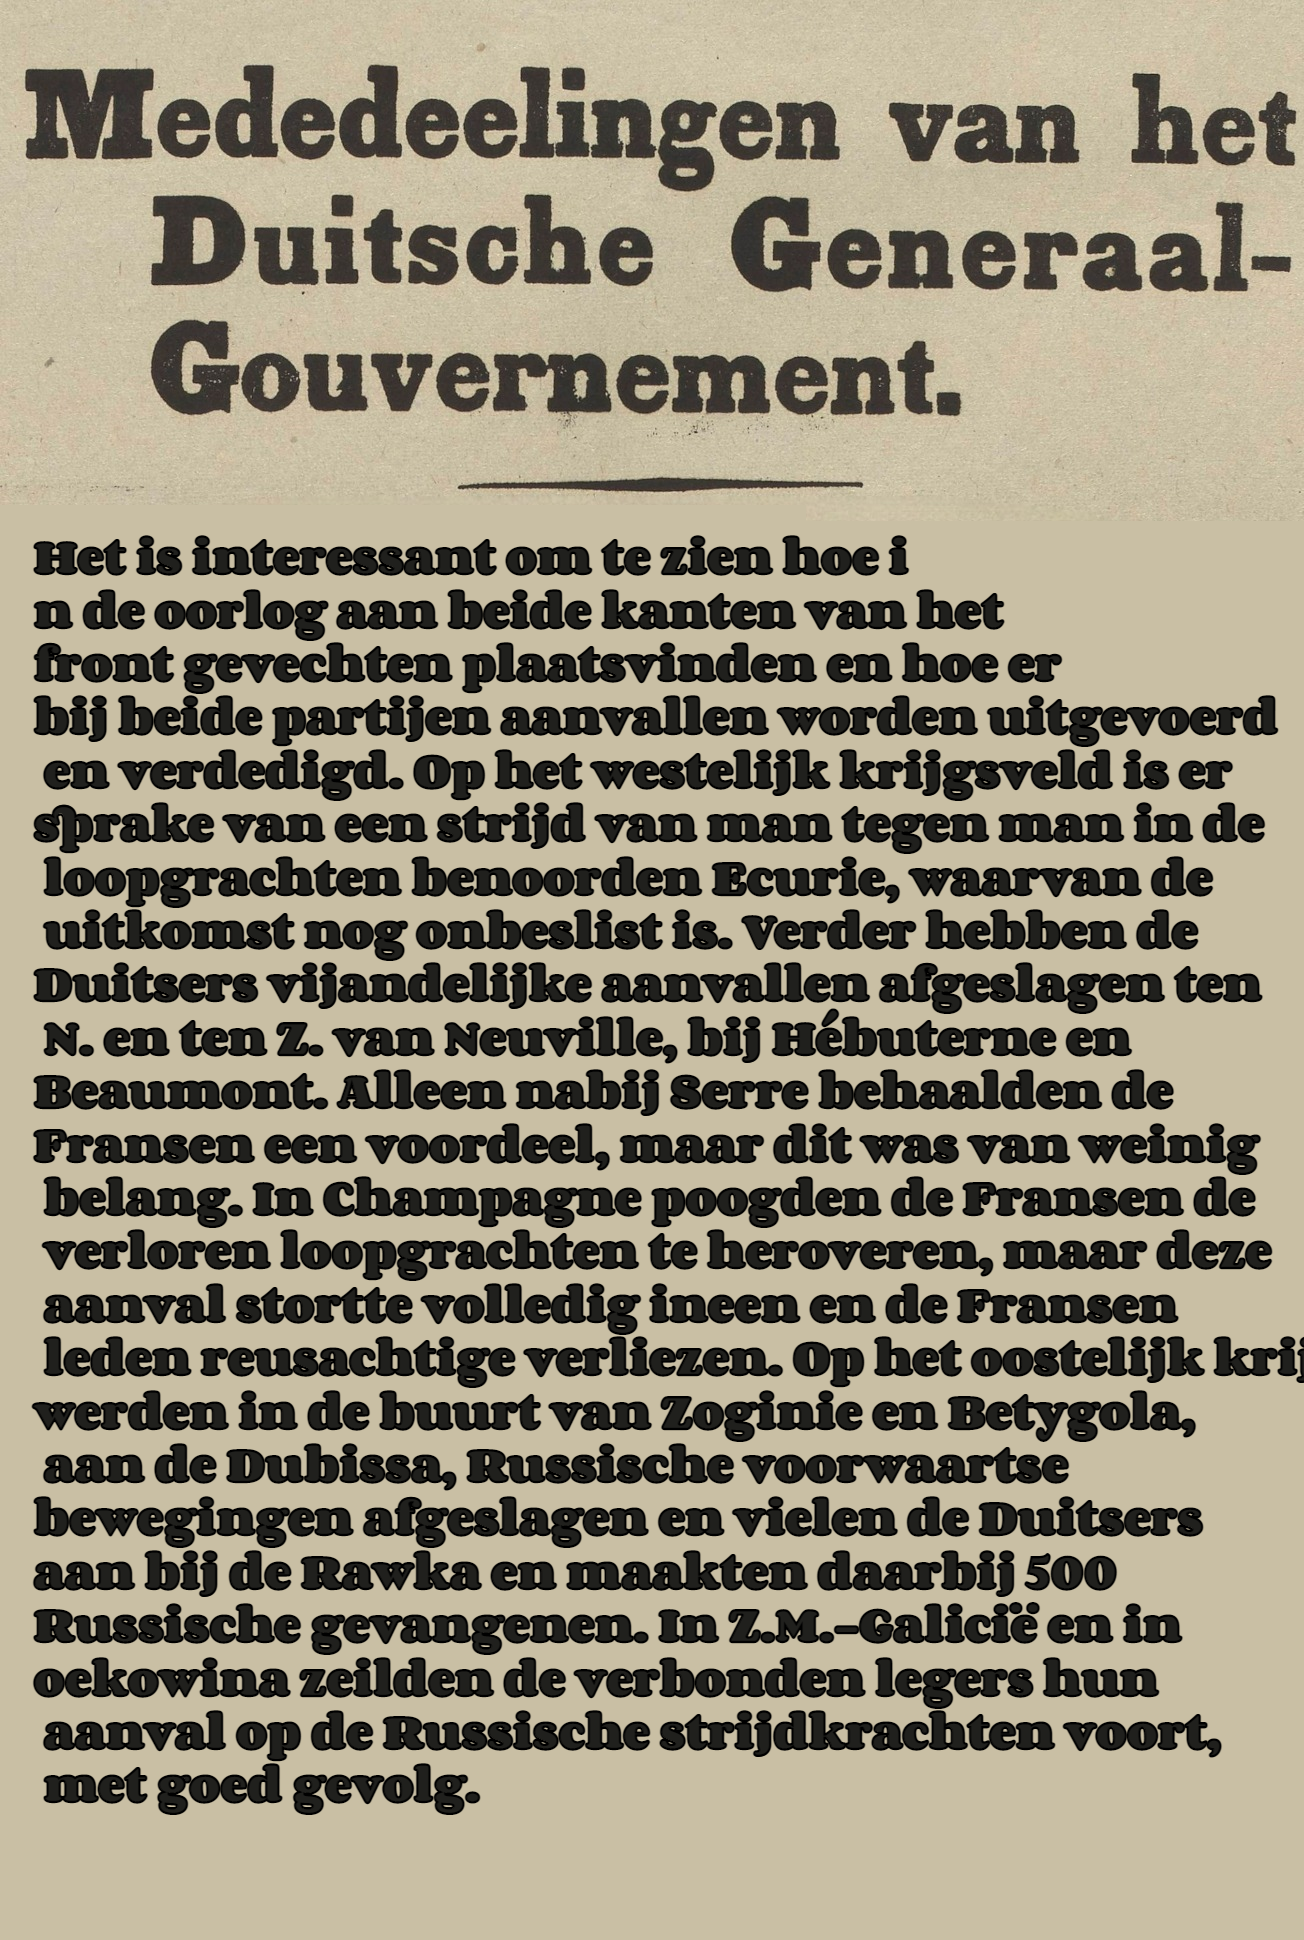 Mededeelingen van het
Duitsche Generaal-
Gouvernement.
Het is interessant om te zien hoe i
n de oorlog aan beide kanten van het
front gevechten plaatsvinden en hoe er
bij beide partijen aanvallen worden uitgevoerd
en verdedigd. Op het westelijk krijgsveld is er
sprake van een strijd van man tegen man in de
loopgrachten benoorden Ecurie, waarvan de
uitkomst nog onbeslist is. Verder hebben de
Duitsers vijandelijke aanvallen afgeslagen ten
N. en ten Z. van Neuville, bij Hébuterne en
Beaumont. Alleen nabij Serre behaalden de
Fransen een voordeel, maar dit was van weinig
belang. In Champagne poogden de Fransen de
verloren loopgrachten te heroveren, maar deze
aanval stortte volledig ineen en de Fransen
leden reusachtige verliezen. Op het oostelijk krij
werden in de buurt van Zoginie en Betygola,
aan de Dubissa, Russische voorwaartse
bewegingen afgeslagen en vielen de Duitsers
aan bij de Rawka en maakten daarbij 500
Russische gevangenen. In Z.M.-Galicië en in
oekowina zeilden de verbonden legers hun
aanval op de Russische strijdkrachten voort,
met goed gevolg.